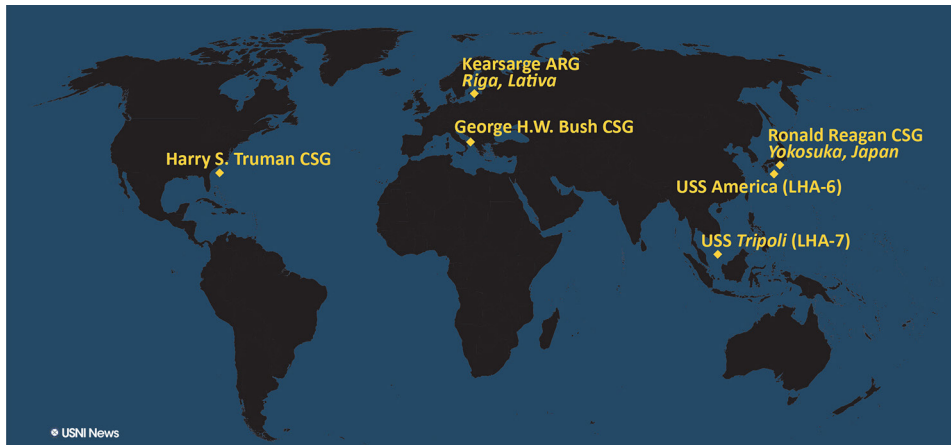 Kearsarge ARG
Riga, Lativa
George H.W. Bush CSG
Harry S. Truman CSG
Ronald Reagan CSG
Yokosuka, Japan
USS America (LHA-6)
USS Tripoli (LHA-7)
USNI News